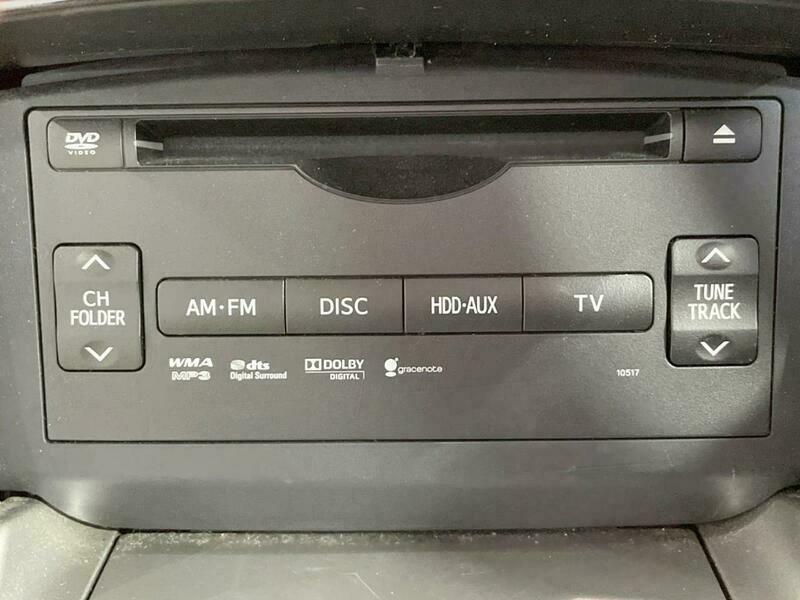 DVD
VIDEO
CH
FOLDER
AM·FM
DISC
HDD·AUX
TV
TUNE
TRACK
WMA
MP3
dts
Digital Surround
DOLBY
DIGITAL
gracenote
10517